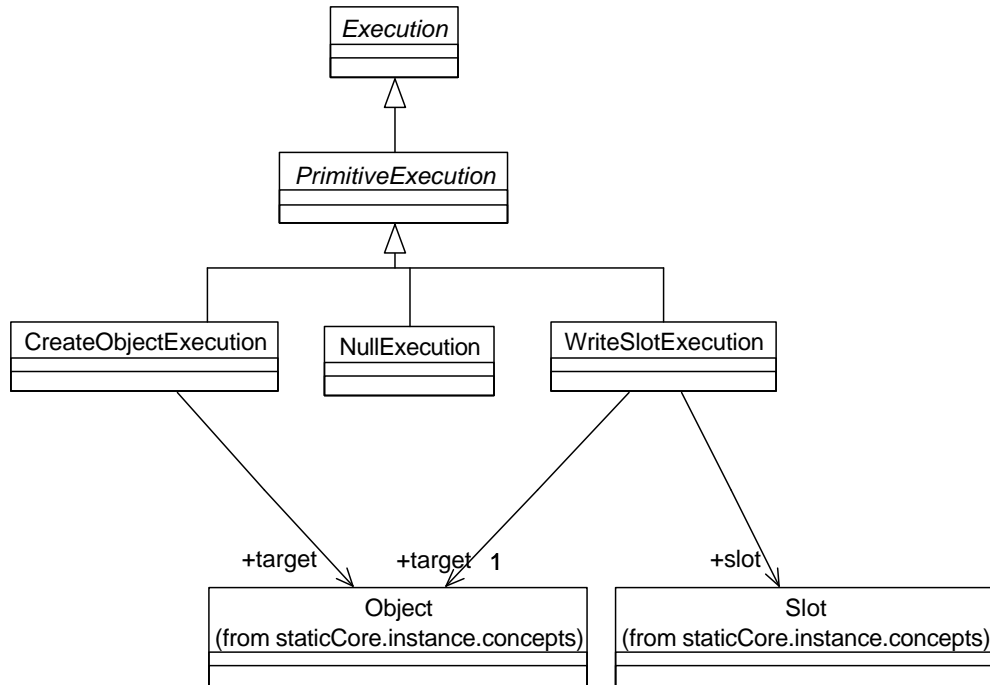 Execution
PrimitiveExecution
CreateObjectExecution
NullExecution
WriteSlotExecution
+target
+target 1
+slot
Object
(from staticCore.instance.concepts)
Slot
(from staticCore.instance.concepts)